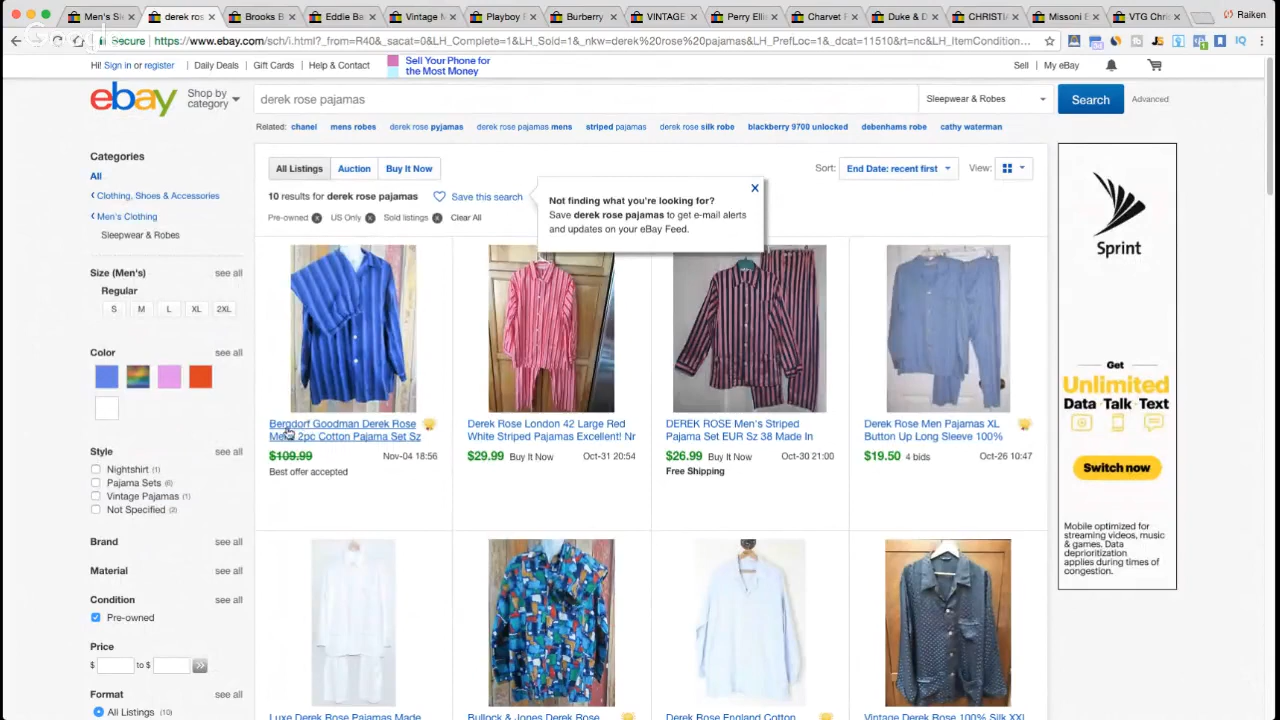 Men's Si
derek ros
Brooks B
Eddie Ba
Vintage M
Playboy F
Burberry
VINTAGE
Perry Elli
Charvet F
Duke & D
CHRISTI
Missoni E
VTG Chri
Raiken
Secure https://www.ebay.com/sch/i.html?_from=R40&_sacat=0&LH_Complete=1&LH_Sold=1&_nkw=derek%20rose%20pajamas&LH_PrefLoc=1&_dcat=11510&rt=nc&LH_ItemCondition...
Hi! Sign in or register Daily Deals Gift Cards Help & Contact
Sell Your Phone for
the Most Money
Sell My eBay
ebay
Shop by
category
derek rose pajamas
Sleepwear & Robes
Search
Advanced
Related: chanel mens robes derek rose pyjamas derek rose pajamas mens striped pajamas derek rose silk robe blackberry 9700 unlocked debenhams robe cathy waterman
Categories
All
Clothing, Shoes & Accessories
Men's Clothing
Sleepwear & Robes
Size (Men's) see all
Regular
S M L XL 2XL
Color see all
Style see all
Nightshirt (1)
Pajama Sets (6)
Vintage Pajamas (1)
Not Specified (2)
Brand see all
Material see all
Condition see all
Pre-owned
Price
$ to $
Format see all
All Listings (10)
All Listings Auction Buy It Now
Sort: End Date: recent first View:
10 results for derek rose pajamas Save this search
Pre-owned US Only Sold listings Clear All
Not finding what you're looking for? X
Save derek rose pajamas to get e-mail alerts
and updates on your eBay Feed.
Bergdorf Goodman Derek Rose
Mens 2pc Cotton Pajama Set Sz
$109.99 Nov-04 18:56
Best offer accepted
Derek Rose London 42 Large Red
White Striped Pajamas Excellent! Nr
$29.99 Buy It Now Oct-31 20:54
DEREK ROSE Men's Striped
Pajama Set EUR Sz 38 Made In
$26.99 Buy It Now Oct-30 21:00
Free Shipping
Derek Rose Men Pajamas XL
Button Up Long Sleeve 100%
$19.50 4 bids Oct-26 10:47
Luxe Derek Rose Pajamas Made
Bullock & Jones Derek Rose
Derek Rose England Cotton
Vintage Derek Rose 100% Silk XXL
Sprint
Get
Unlimited
Data • Talk • Text
Switch now
Mobile optimized for
streaming videos, music
& games. Data
deprioritization
applies during times of
congestion.